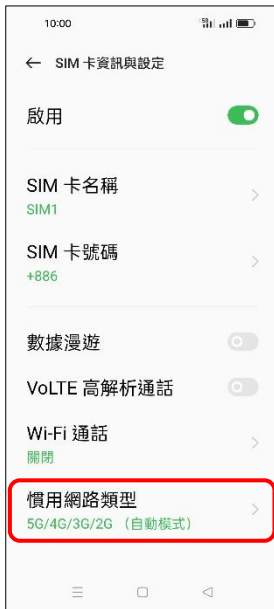 10:00
5G
← SIM 卡資訊與設定
啟用
SIM 卡名稱
SIM1
SIM 卡號碼
+886
數據漫遊
VoLTE 高解析通話
Wi-Fi 通話
關閉
慣用網路類型
5G/4G/3G/2G （自動模式）